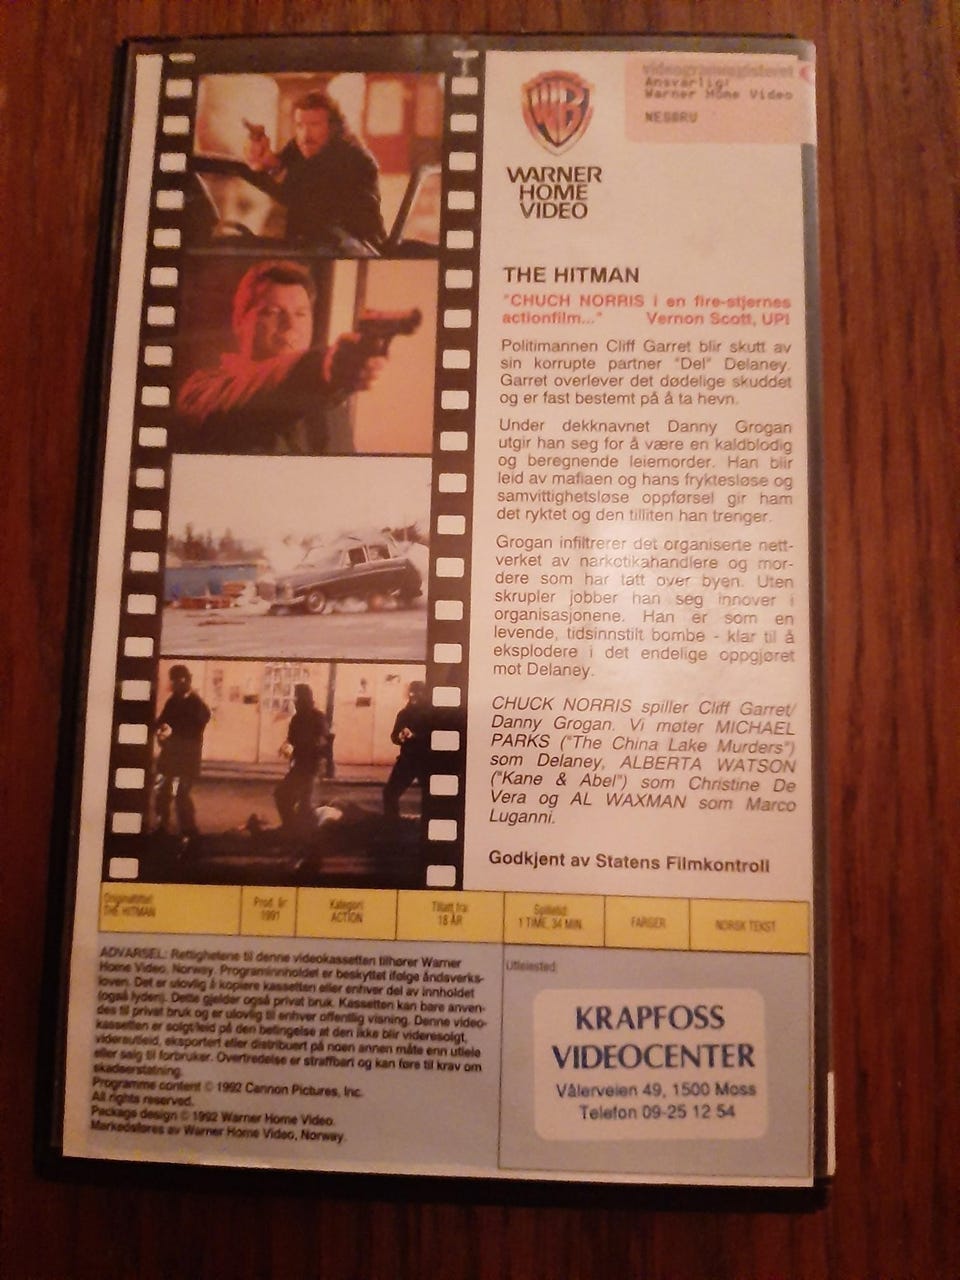 WB
WARNER
HOME
VIDEO
videogramregisteret
Ansvarlig:
Warner Home Video
NESBRU
THE HITMAN
"CHUCH NORRIS i en fire-stjernes
actionfilm..." Vernon Scott, UPI
Politimannen Cliff Garret blir skutt av
sin korrupte partner "Del" Delaney.
Garret overlever det dødelige skuddet
og er fast bestemt på å ta hevn.
Under dekknavnet Danny Grogan
utgir han seg for å være en kaldblodig
og beregnende leiemorder. Han blir
leid av mafiaen og hans fryktesløse og
samvittighetsløse oppførsel gir ham
det ryktet og den tilliten han trenger.
Grogan infiltrerer det organiserte nett-
verket av narkotikahandlere og mor-
dere som har tatt over byen. Uten
skrupler jobber han seg innover i
organisasjonene. Han er som en
levende, tidsinnstilt bombe - klar til å
eksplodere i det endelige oppgjøret
mot Delaney.
CHUCK NORRIS spiller Cliff Garret/
Danny Grogan. Vi møter MICHAEL
PARKS ("The China Lake Murders")
som Delaney, ALBERTA WATSON
("Kane & Abel") som Christine De
Vera og AL WAXMAN som Marco
Luganni.
Godkjent av Statens Filmkontroll
Originaltittel: THE HITMAN
Prod. år: 1991
Kategori: ACTION
Tillatt fra: 18 ÅR
Spilletid: 1 TIME, 34 MIN.
FARGER
NORSK TEKST
ADVARSEL: Rettighetene til denne videokassetten tilhører Warner
Home Video, Norway. Programinnholdet er beskyttet ifølge åndsverks-
loven. Det er ulovlig å kopiere kassetten eller enhver del av innholdet
(også lyden). Dette gjelder også privat bruk. Kassetten kan bare anven-
des til privat bruk og er ulovlig til enhver offentlig visning. Denne video-
kassetten er solgt/leid på den betingelse at den ikke blir videresolgt,
videreutleid, eksportert eller distribuert på noen annen måte enn utleie
eller salg til forbruker. Overtredelse er straffbart og kan føre til krav om
skadeerstatning.
Programme content © 1992 Cannon Pictures, Inc.
All rights reserved.
Package design © 1992 Warner Home Video.
Markedsføres av Warner Home Video, Norway.
Utleiested:
KRAPFOSS
VIDEOCENTER
Vålerveien 49, 1500 Moss
Telefon 09-25 12 54